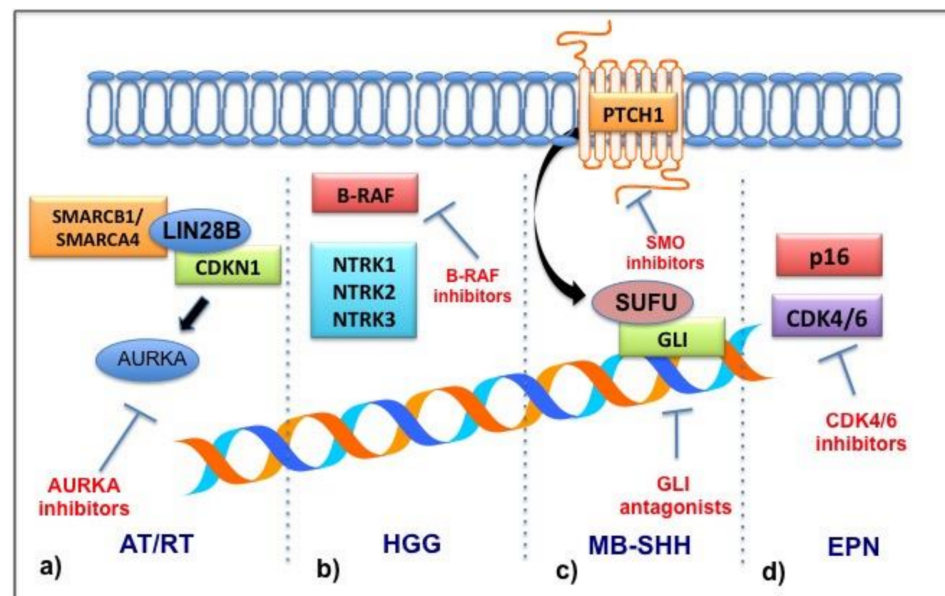 PTCH1
SMARCB1/
SMARCA4
LIN28B
CDKN1
AURKA
AURKA
inhibitors
AT/RT
a)
B-RAF
NTRK1
NTRK2
NTRK3
B-RAF
inhibitors
HGG
b)
SMO
inhibitors
SUFU
GLI
GLI
antagonists
MB-SHH
c)
p16
CDK4/6
CDK4/6
inhibitors
EPN
d)